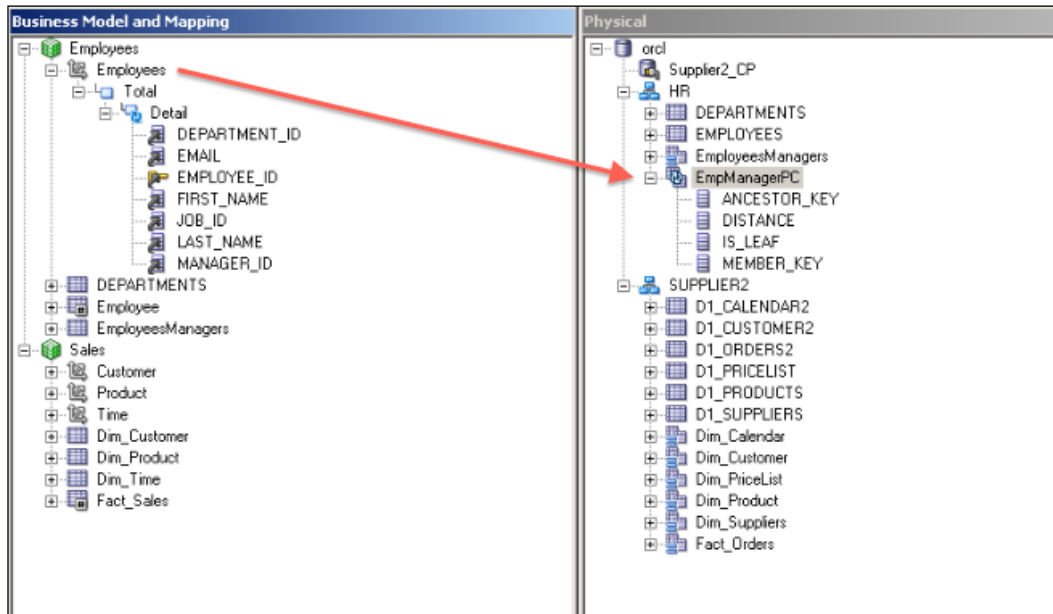 Business Model and Mapping
Employees
Employees
Total
Detail
DEPARTMENT_ID
EMAIL
EMPLOYEE_ID
FIRST_NAME
JOB_ID
LAST_NAME
MANAGER_ID
DEPARTMENTS
Employee
EmployeesManagers
Sales
Customer
Product
Time
Dim_Customer
Dim_Product
Dim_Time
Fact_Sales
Physical
orcl
Supplier2_CP
HR
DEPARTMENTS
EMPLOYEES
EmployeesManagers
EmpManagerPC
ANCESTOR_KEY
DISTANCE
IS_LEAF
MEMBER_KEY
SUPPLIER2
D1_CALENDAR2
D1_CUSTOMER2
D1_ORDERS2
D1_PRICELIST
D1_PRODUCTS
D1_SUPPLIERS
Dim_Calendar
Dim_Customer
Dim_PriceList
Dim_Product
Dim_Suppliers
Fact_Orders